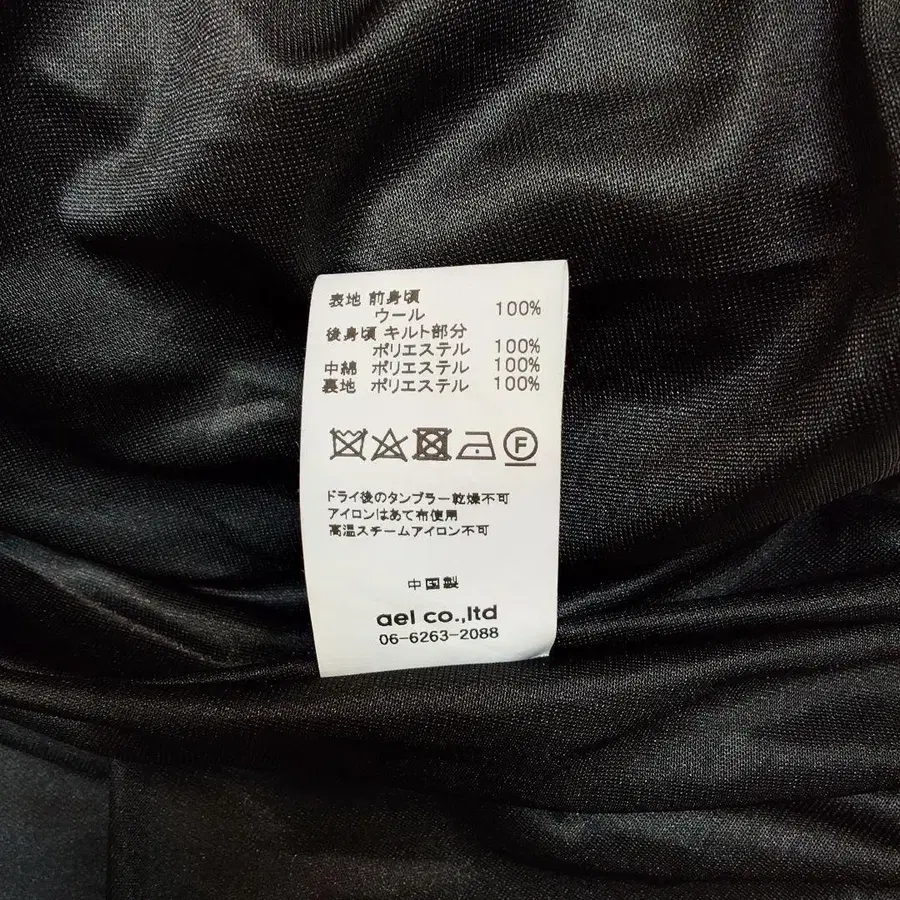 表地 前身頃
ウール 100%
後身頃 キルト部分
ポリエステル 100%
中綿 ポリエステル 100%
裏地 ポリエステル 100%
F
ドライ後のタンブラー乾燥不可
アイロンはあて布使用
高温スチームアイロン不可
中国製
ael co.,ltd
06-6263-2088